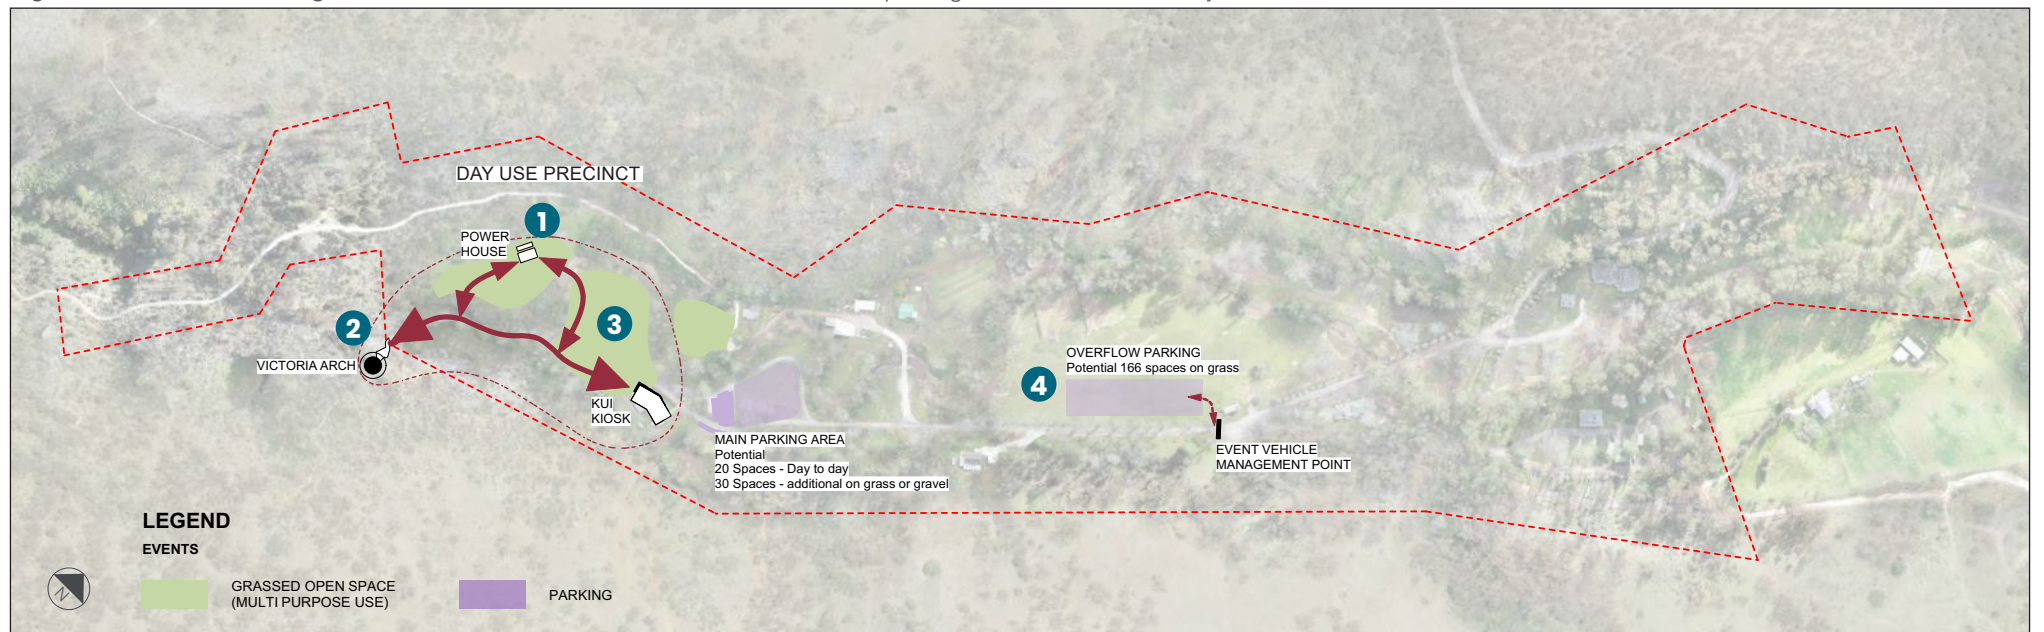 DAY USE PRECINCT
1
POWER
HOUSE
2
3
VICTORIA ARCH
KUI
KIOSK
OVERFLOW PARKING
Potential 166 spaces on grass
4
MAIN PARKING AREA
Potential
20 Spaces - Day to day
30 Spaces - additional on grass or gravel
EVENT VEHICLE
MANAGEMENT POINT
LEGEND
EVENTS
GRASSED OPEN SPACE
(MULTI PURPOSE USE)
PARKING
N